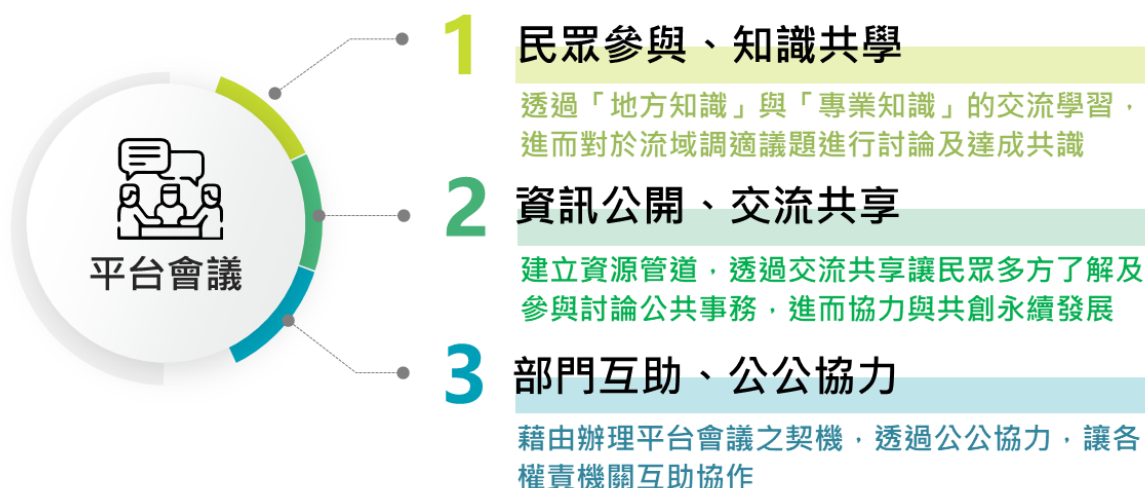 平台會議
1 民眾參與、知識共學
透過「地方知識」與「專業知識」的交流學習，
進而對於流域調適議題進行討論及達成共識
2 資訊公開、交流共享
建立資源管道，透過交流共享讓民眾多方了解及
參與討論公共事務，進而協力與共創永續發展
3 部門互助、公公協力
藉由辦理平台會議之契機，透過公公協力，讓各
權責機關互助協作